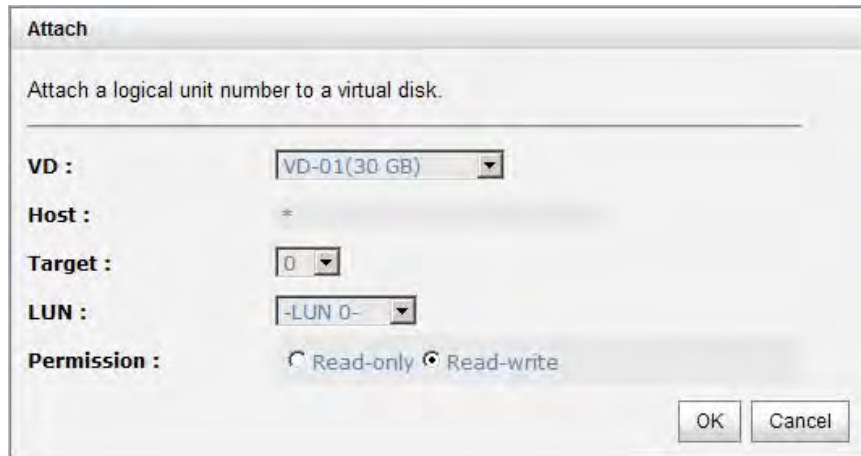 Attach
Attach a logical unit number to a virtual disk.
VD : VD-01(30 GB)
Host : *
Target : 0
LUN : -LUN 0-
Permission : Read-only Read-write
OK Cancel